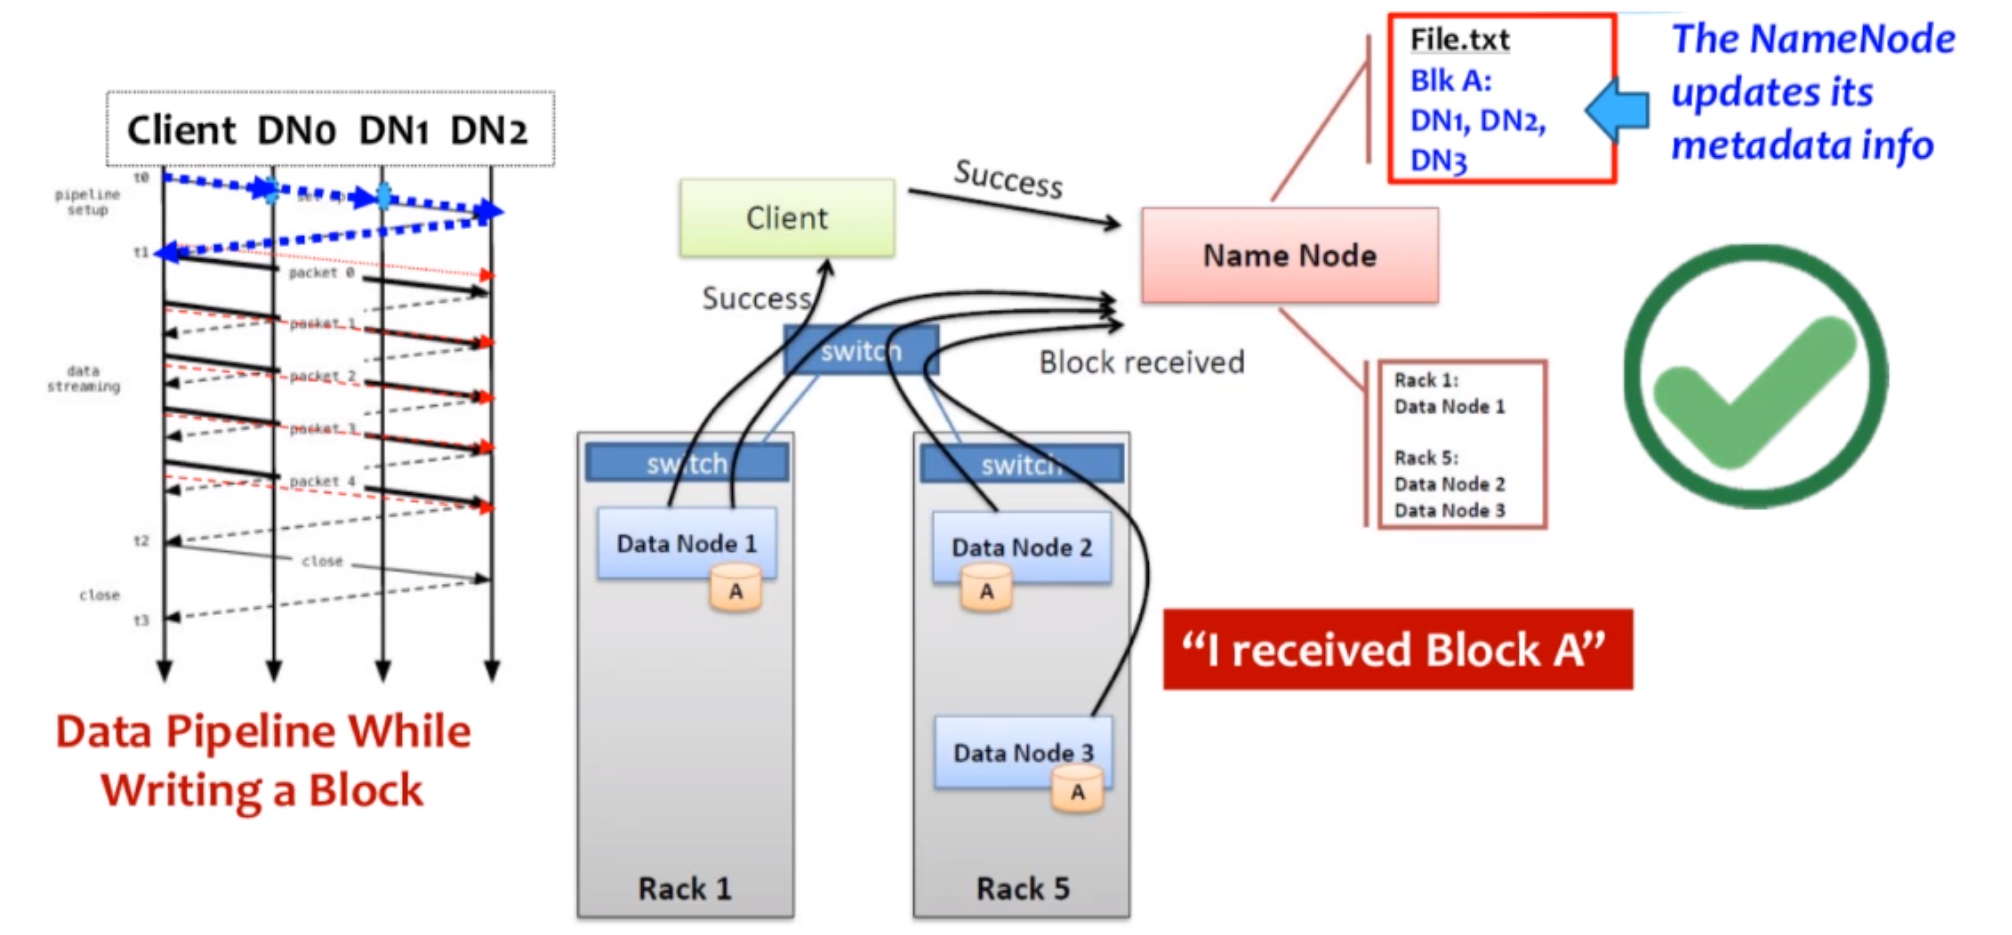 Client DN0 DN1 DN2
t0
pipeline
setup
t1
packet 0
packet 1
data
streaming
packet 2
packet 3
packet 4
t2
close
close
t3
Data Pipeline While
Writing a Block
Client
Success
Success
switch
Block received
Name Node
File.txt
Blk A:
DN1, DN2,
DN3
The NameNode
updates its
metadata info
Rack 1:
Data Node 1
Rack 5:
Data Node 2
Data Node 3
switch
Data Node 1
A
Rack 1
switch
Data Node 2
A
Data Node 3
A
Rack 5
“I received Block A”